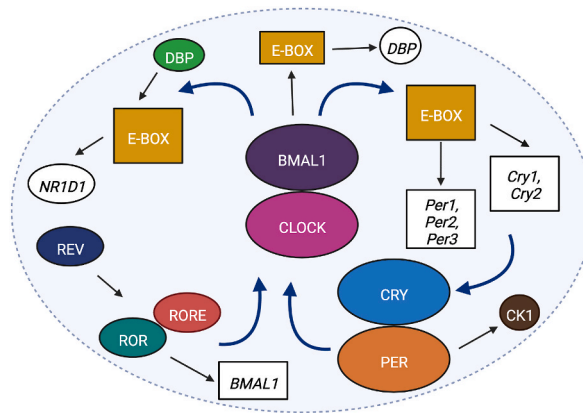 E-BOX
DBP
DBP
E-BOX
E-BOX
BMAL1
Cry1,
Cry2
NR1D1
Per1,
Per2,
Per3
CLOCK
REV
CRY
RORE
CK1
ROR
PER
BMAL1